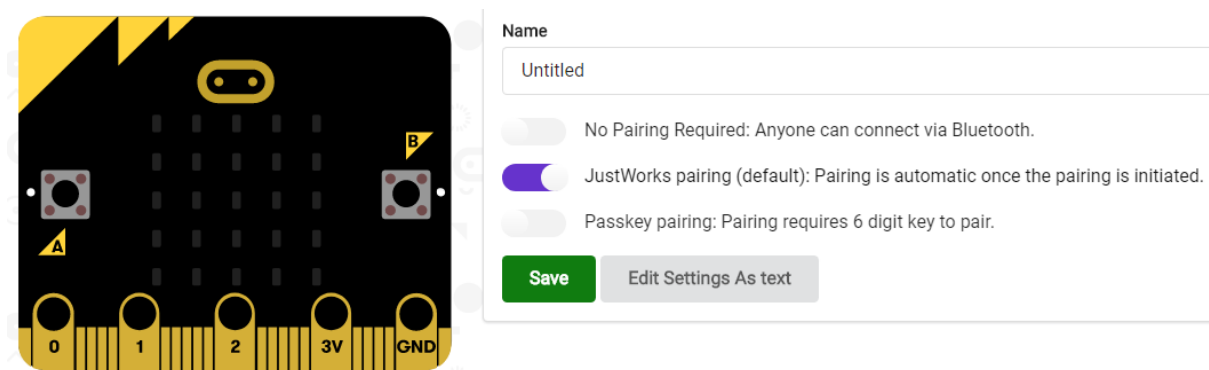 B
A
0 1 2 3V GND
Name
Untitled
No Pairing Required: Anyone can connect via Bluetooth.
JustWorks pairing (default): Pairing is automatic once the pairing is initiated.
Passkey pairing: Pairing requires 6 digit key to pair.
Save Edit Settings As text